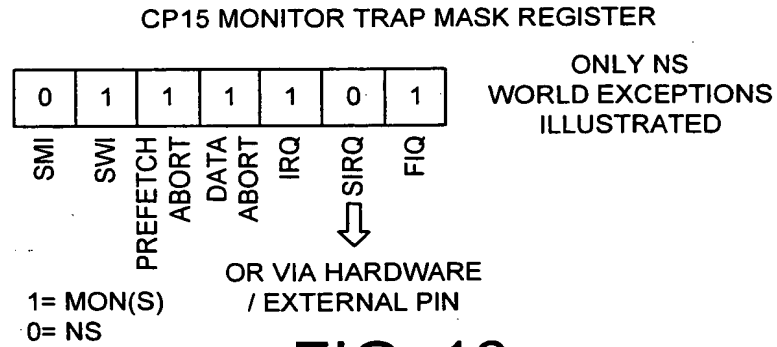 CP15 MONITOR TRAP MASK REGISTER
0 1 1 1 1 0 1
ONLY NS
WORLD EXCEPTIONS
ILLUSTRATED
SMI
SWI
PREFETCH
ABORT
DATA
ABORT
IRQ
SIRQ
FIQ
OR VIA HARDWARE
/ EXTERNAL PIN
1= MON(S)
0= NS